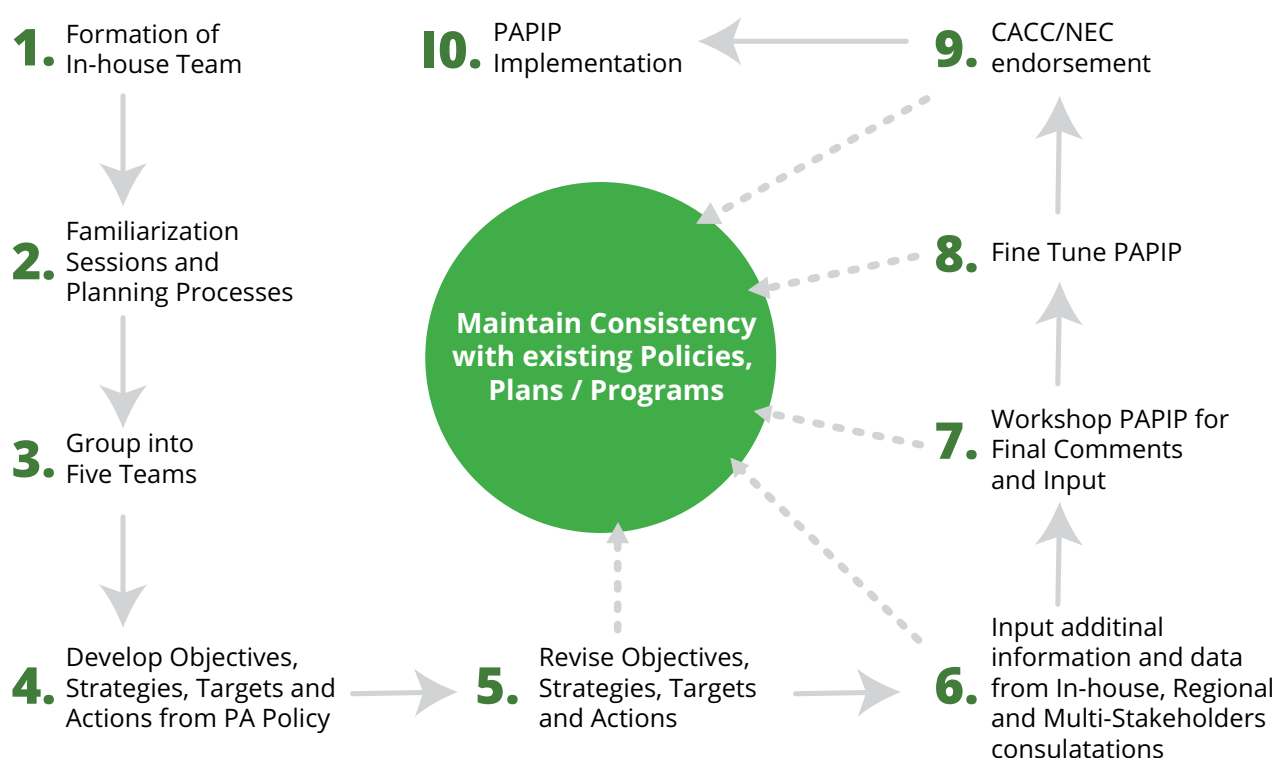 1. Formation of
In-house Team
2. Familiarization
Sessions and
Planning Processes
3. Group into
Five Teams
4. Develop Objectives,
Strategies, Targets and
Actions from PA Policy
5. Revise Objectives,
Strategies, Targets
and Actions
6. Input additinal
information and data
from In-house, Regional
and Multi-Stakeholders
consulatations
7. Workshop PAPIP for
Final Comments
and Input
8. Fine Tune PAPIP
9. CACC/NEC
endorsement
10. PAPIP
Implementation
Maintain Consistency
with existing Policies,
Plans / Programs